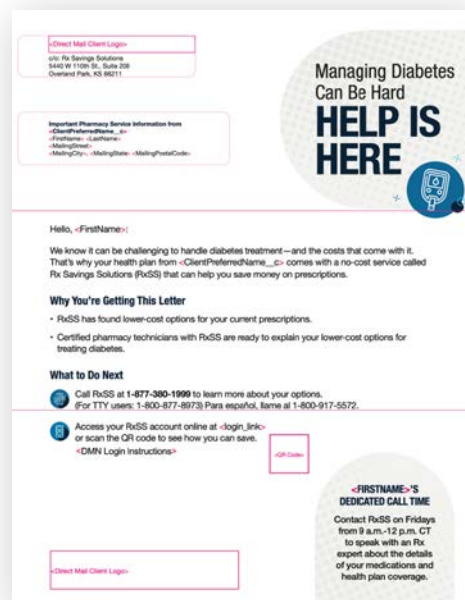 <Direct Mail Client Logo>
c/o: Rx Savings Solutions
5440 W 110th St., Suite 208
Overland Park, KS 66211
Managing Diabetes
Can Be Hard
HELP IS
HERE
Important Pharmacy Service Information from
<ClientPreferredName__c>
<FirstName> <LastName>
<MailingStreet>
<MailingCity>, <MailingState> <MailingPostalCode>
Hello, <FirstName>:
We know it can be challenging to handle diabetes treatment—and the costs that come with it.
That's why your health plan from <ClientPreferredName__c> comes with a no-cost service called
Rx Savings Solutions (RxSS) that can help you save money on prescriptions.
Why You're Getting This Letter
• RxSS has found lower-cost options for your current prescriptions.
• Certified pharmacy technicians with RxSS are ready to explain your lower-cost options for
treating diabetes.
What to Do Next
Call RxSS at 1-877-380-1999 to learn more about your options.
(For TTY users: 1-800-877-8973) Para español, llame al 1-800-917-5572.
Access your RxSS account online at <login_link>
or scan the QR code to see how you can save.
<DMN Login Instructions>
<QR Code>
<FIRSTNAME>'S
DEDICATED CALL TIME
Contact RxSS on Fridays
from 9 a.m.-12 p.m. CT
to speak with an Rx
expert about the details
of your medications and
health plan coverage.
<Direct Mail Client Logo>